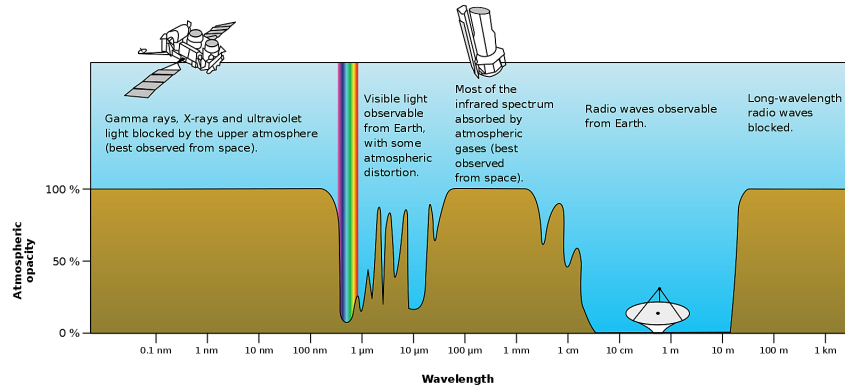 Gamma rays, X-rays and ultraviolet
light blocked by the upper atmosphere
(best observed from space).
Visible light
observable
from Earth,
with some
atmospheric
distortion.
Most of the
infrared spectrum
absorbed by
atmospheric
gases (best
observed
from space).
Radio waves observable
from Earth.
Long-wavelength
radio waves
blocked.
Atmospheric
opacity
100 %
50 %
0 %
0.1 nm
1 nm
10 nm
100 nm
1 μm
10 μm
100 μm
1 mm
1 cm
10 cm
1 m
10 m
100 m
1 km
Wavelength